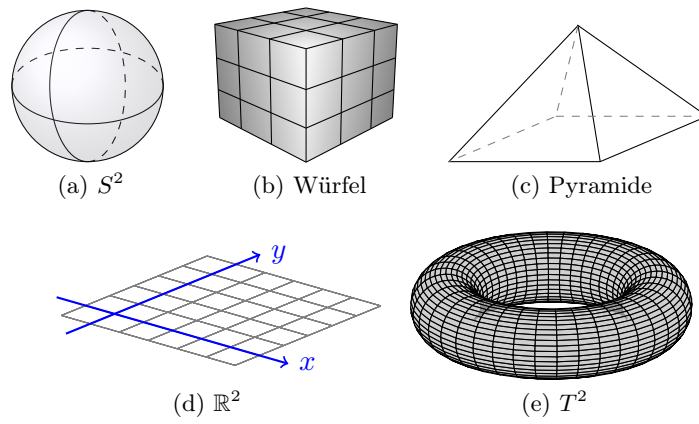 (a) S²
(b) Würfel
(c) Pyramide
y
x
(d) ℝ²
(e) T²